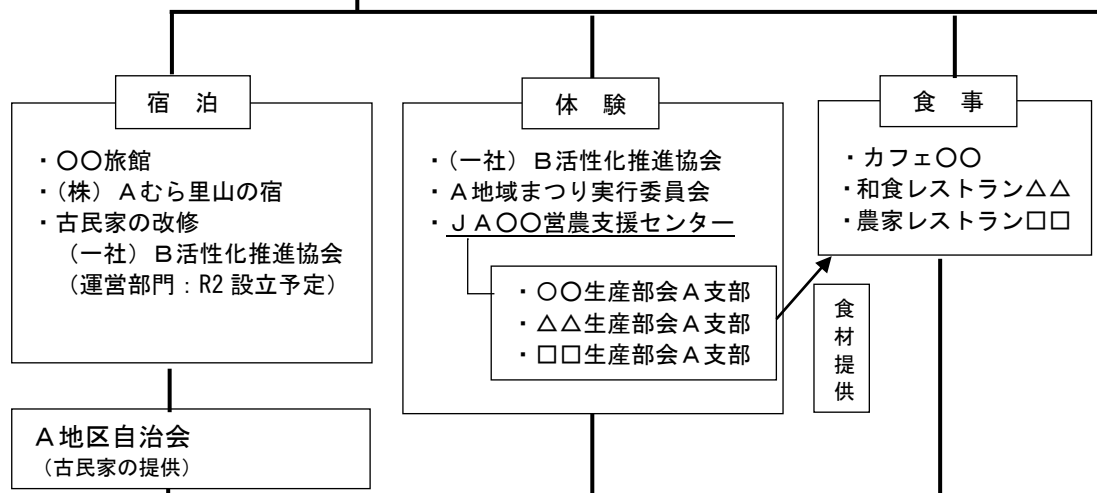 宿　泊
・〇〇旅館
・(株) Ａむら里山の宿
・古民家の改修
（一社）Ｂ活性化推進協会
（運営部門：R2 設立予定）
Ａ地区自治会
（古民家の提供）
体　験
・(一社) Ｂ活性化推進協会
・Ａ地域まつり実行委員会
・ＪＡ〇〇営農支援センター
・〇〇生産部会Ａ支部
・△△生産部会Ａ支部
・□□生産部会Ａ支部
食材提供
食　事
・カフェ〇〇
・和食レストラン△△
・農家レストラン□□